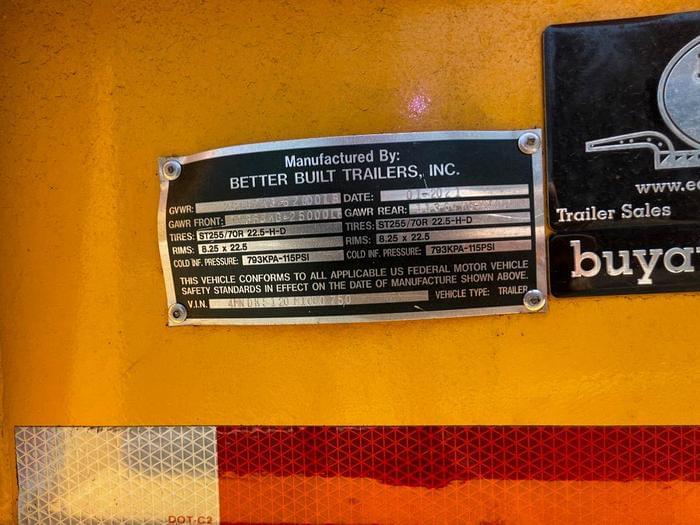 Manufactured By:
BETTER BUILT TRAILERS, INC.
GVWR: DATE:
GAWR FRONT: GAWR REAR:
TIRES: ST255/70R 22.5-H-D TIRES: ST255/70R 22.5-H-D
RIMS: 8.25 x 22.5 RIMS: 8.25 x 22.5
COLD INF. PRESSURE: 793KPA-115PSI COLD INF. PRESSURE: 793KPA-115PSI
THIS VEHICLE CONFORMS TO ALL APPLICABLE US FEDERAL MOTOR VEHICLE
SAFETY STANDARDS IN EFFECT ON THE DATE OF MANUFACTURE SHOWN ABOVE.
V.I.N. VEHICLE TYPE: TRAILER
Trailer Sales
DOT-C2